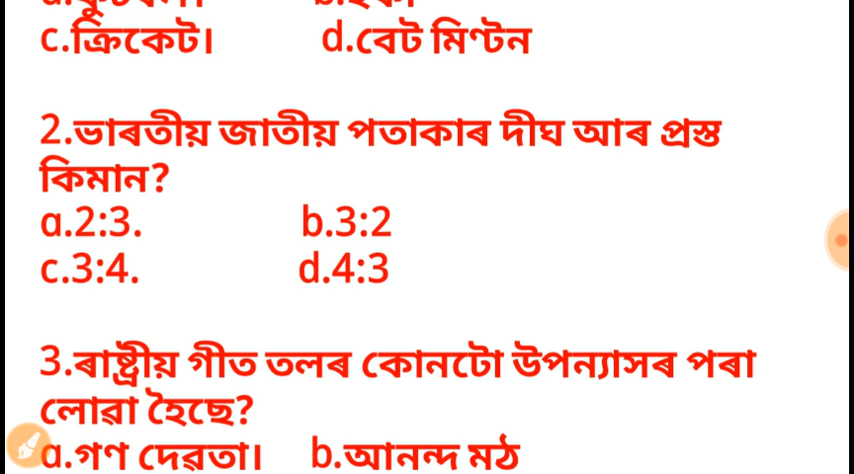 c.ক্ৰিকেট। d.বেট মিণ্টন
2.ভাৰতীয় জাতীয় পতাকাৰ দীঘ আৰ প্ৰস্ত
কিমান?
a.2:3. b.3:2
c.3:4. d.4:3
3.ৰাষ্ট্ৰীয় গীত তলৰ কোনটো উপন্যাসৰ পৰা
লোৱা হৈছে?
a.গণ দেৱতা। b.আনন্দ মঠ